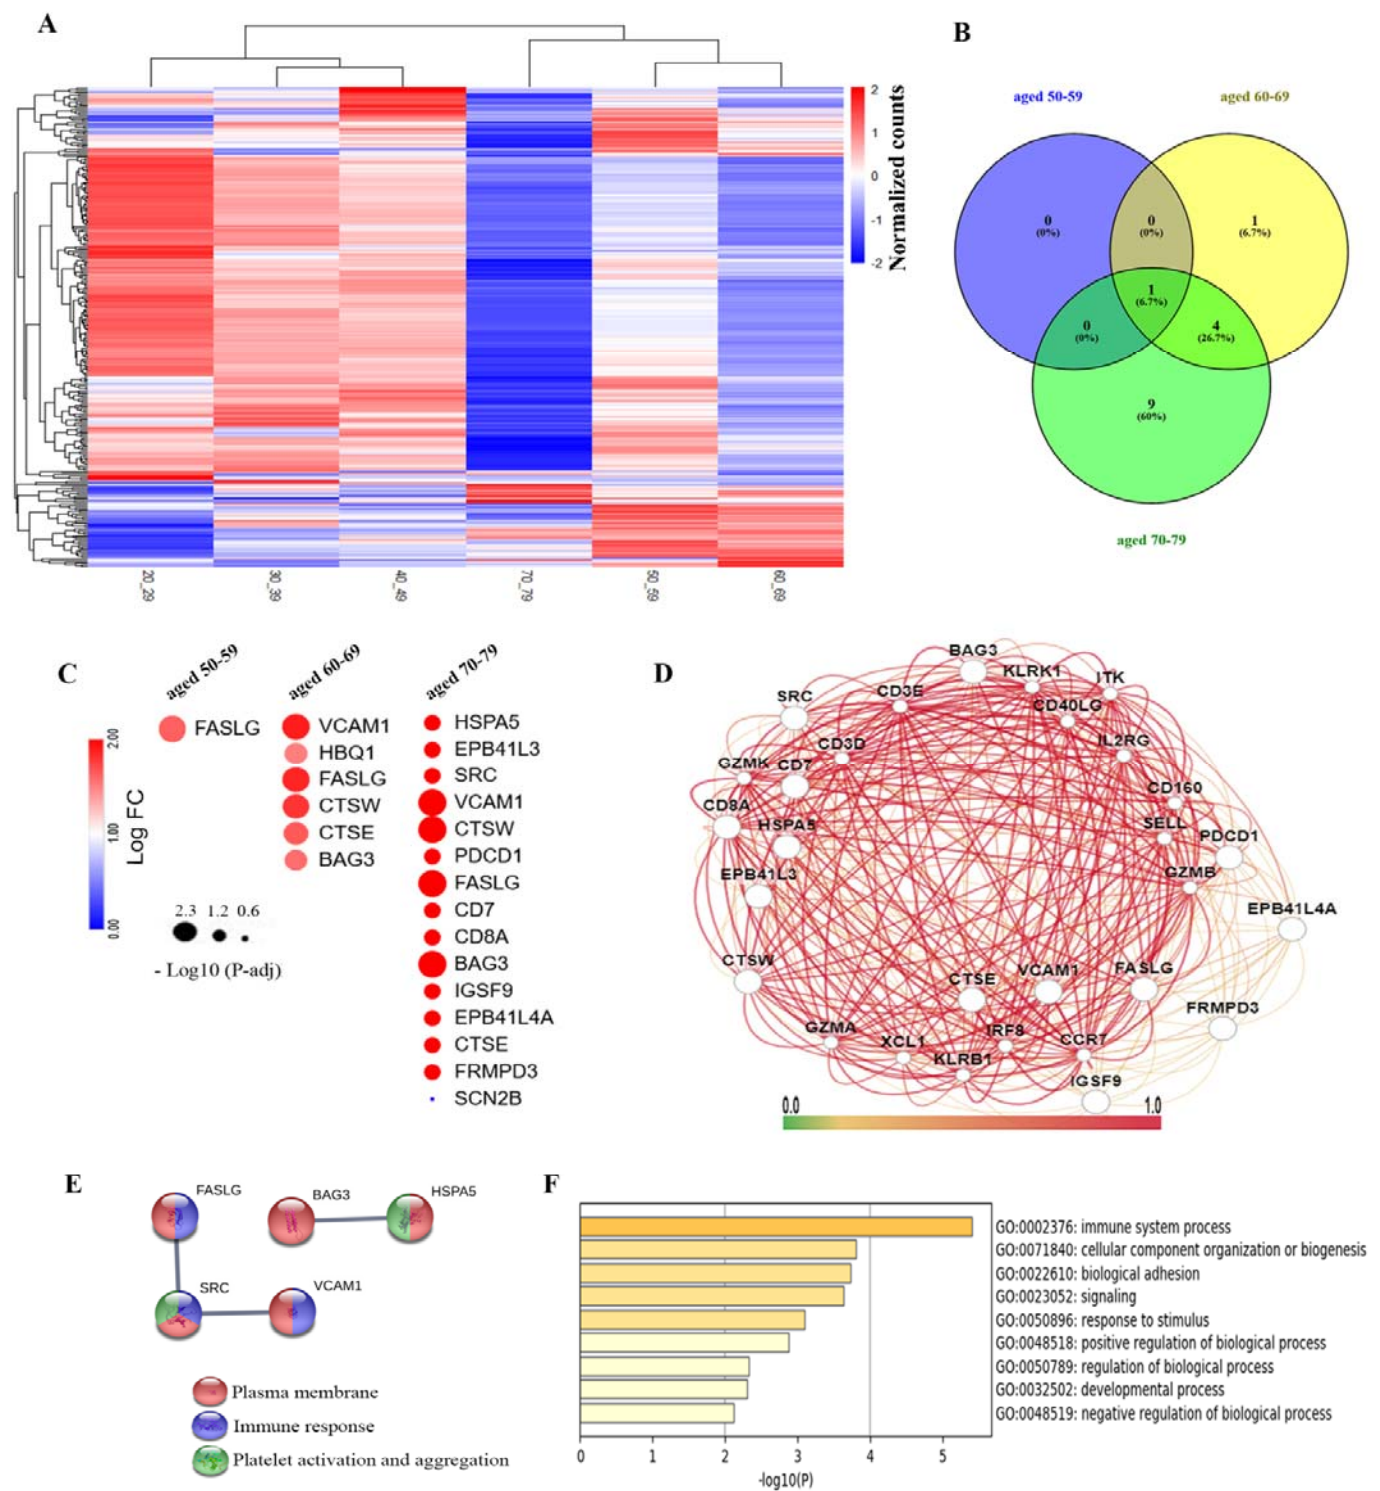 A
2
1
0
-1
-2
Normalized counts
20_29
30_39
40_49
70_79
50_59
60_69
B
aged 50-59
aged 60-69
0
(0%)
0
(0%)
1
(6.7%)
1
(6.7%)
0
(0%)
4
(26.7%)
9
(60%)
aged 70-79
C
aged 50-59
aged 60-69
aged 70-79
2.00
1.00
0.00
Log FC
FASLG
2.3 1.2 0.6
- Log10 (P-adj)
VCAM1
HBQ1
FASLG
CTSW
CTSE
BAG3
HSPA5
EPB41L3
SRC
VCAM1
CTSW
PDCD1
FASLG
CD7
CD8A
BAG3
IGSF9
EPB41L4A
CTSE
FRMPD3
SCN2B
D
BAG3
KLRK1
ITK
SRC
CD3E
CD40LG
CD3D
IL2RG
GZMK
CD7
CD160
CD8A
HSPA5
SELL
PDCD1
EPB41L3
GZMB
EPB41L4A
CTSW
CTSE
VCAM1
FASLG
FRMPD3
GZMA
XCL1
IRF8
KLRB1
CCR7
IGSF9
0.0
1.0
E
FASLG
BAG3
HSPA5
SRC
VCAM1
Plasma membrane
Immune response
Platelet activation and aggregation
F
GO:0002376: immune system process
GO:0071840: cellular component organization or biogenesis
GO:0022610: biological adhesion
GO:0023052: signaling
GO:0050896: response to stimulus
GO:0048518: positive regulation of biological process
GO:0050789: regulation of biological process
GO:0032502: developmental process
GO:0048519: negative regulation of biological process
0 1 2 3 4 5
-log10(P)